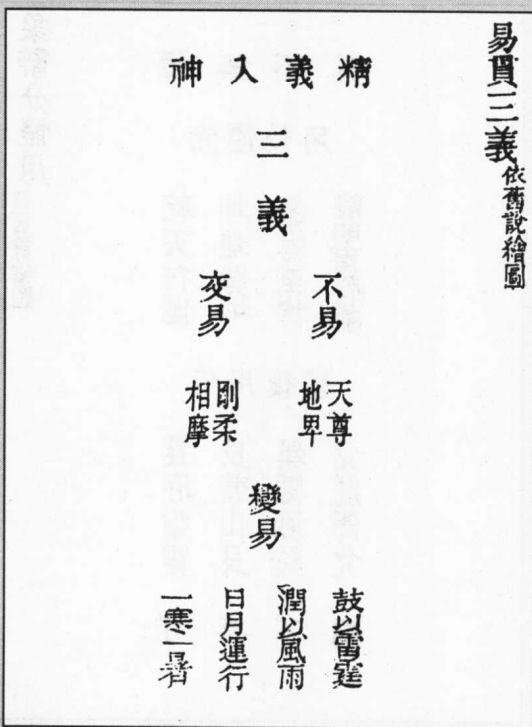 易貫三義依舊說繪圖
精義入神
三義
不易
天尊
地卑
交易
剛柔
相摩
變易
鼓以雷霆
潤以風雨
日月運行
一寒一暑